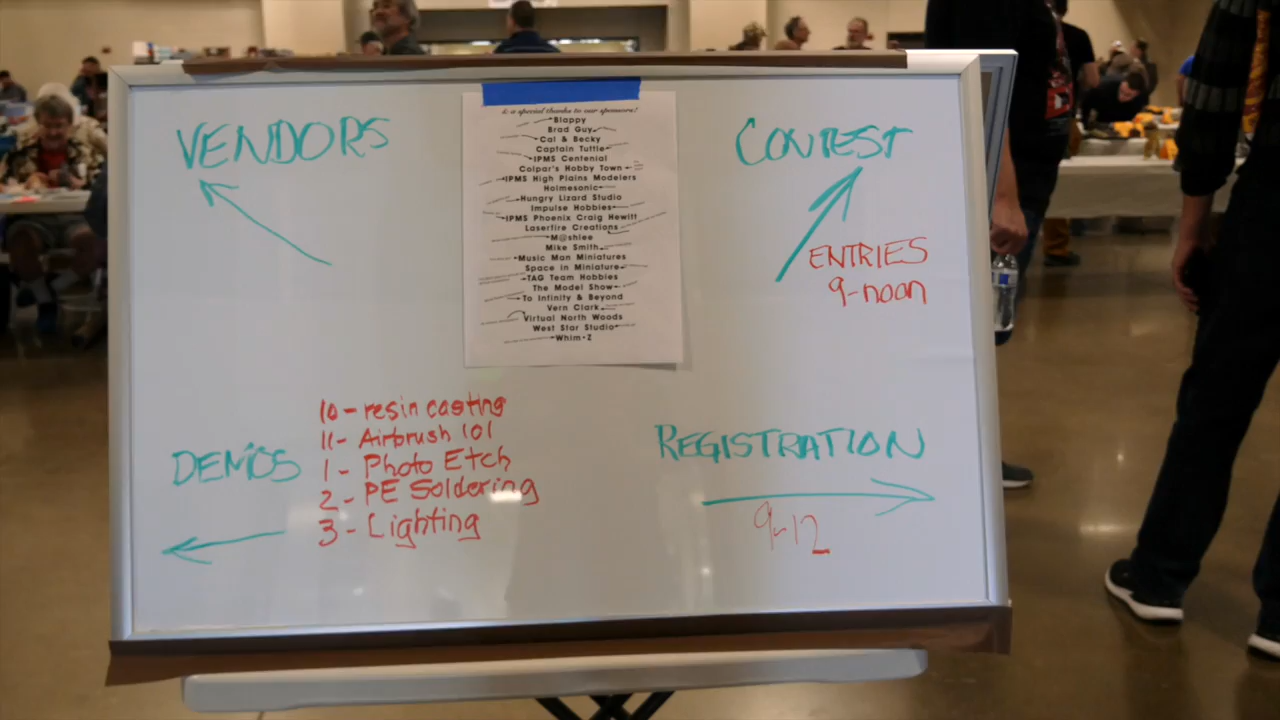 VENDORS
& a special thanks to our sponsors!
Blappy
Brad Guy
Cal & Becky
Captain Tuttle
IPMS Centenial
Colpar's Hobby Town
IPMS High Plains Modelers
Holmesonic
Hungry Lizard Studio
Impulse Hobbies
IPMS Phoenix Craig Hewitt
Laserfire Creations
M@shlee
Mike Smith
Music Man Miniatures
Space in Miniature
TAG Team Hobbies
The Model Show
To Infinity & Beyond
Vern Clark
Virtual North Woods
West Star Studio
Whim-Z
CONTEST
ENTRIES
9-noon
DEMOS
10 - resin casting
11 - Airbrush 101
1 - Photo Etch
2 - PE Soldering
3 - Lighting
REGISTRATION
9-12